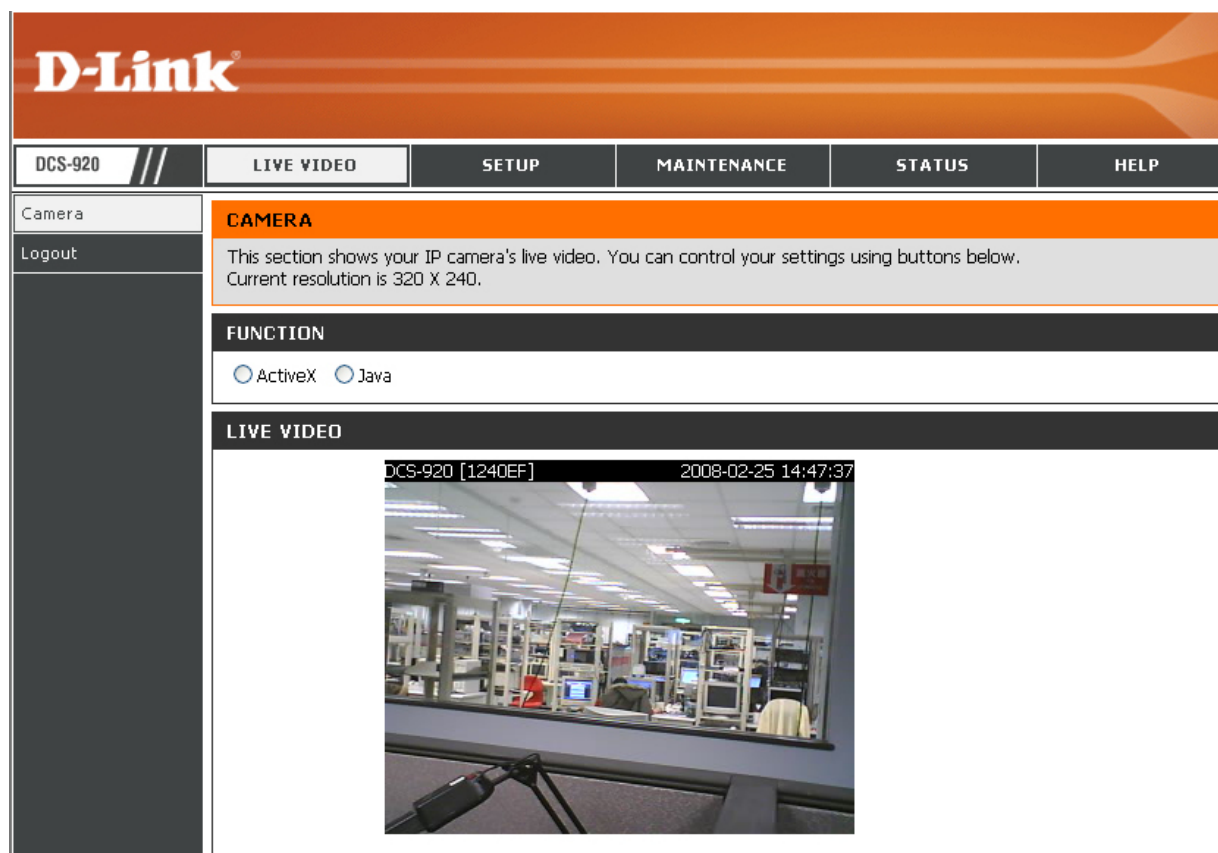 D-Link
DCS-920
LIVE VIDEO
SETUP
MAINTENANCE
STATUS
HELP
Camera
Logout
CAMERA
This section shows your IP camera's live video. You can control your settings using buttons below.
Current resolution is 320 X 240.
FUNCTION
ActiveX
Java
LIVE VIDEO
DCS-920 [1240EF]
2008-02-25 14:47:37